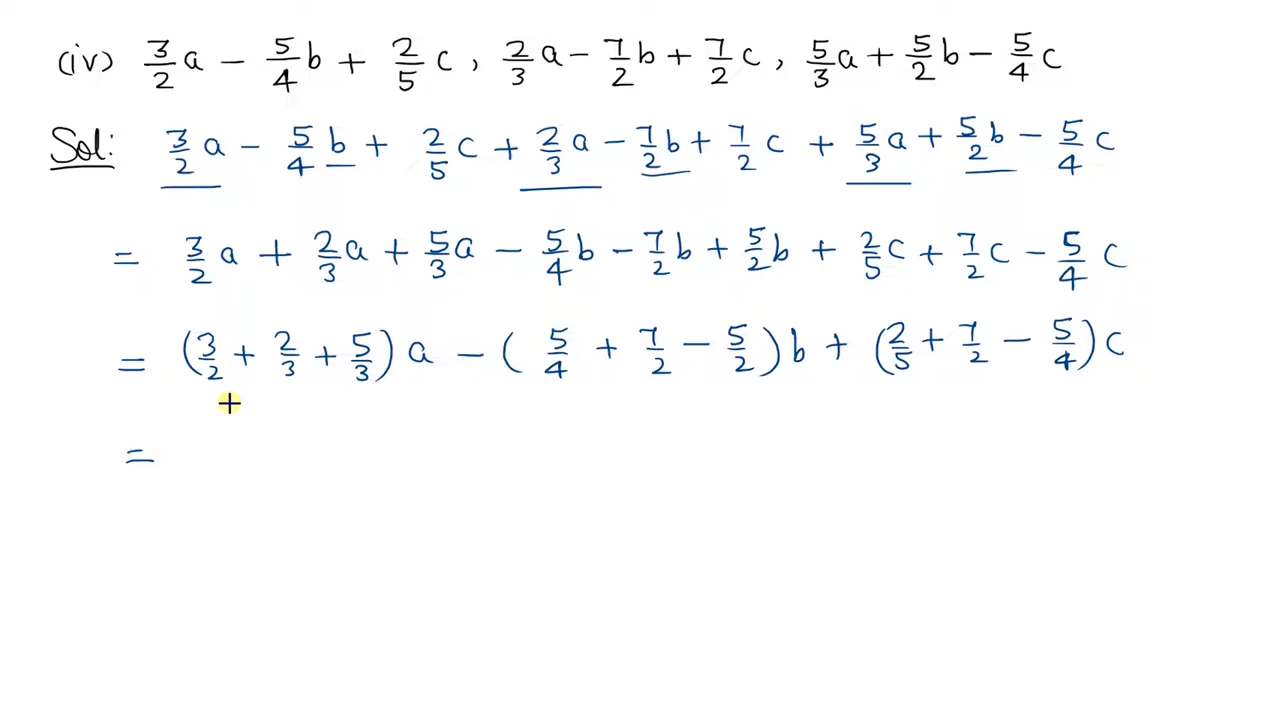 (iv) 3/2 a − 5/4 b + 2/5 c, 2/3 a − 7/2 b + 7/2 c, 5/3 a + 5/2 b − 5/4 c
Sol: 3/2 a − 5/4 b + 2/5 c + 2/3 a − 7/2 b + 7/2 c + 5/3 a + 5/2 b − 5/4 c
= 3/2 a + 2/3 a + 5/3 a − 5/4 b − 7/2 b + 5/2 b + 2/5 c + 7/2 c − 5/4 c
= (3/2 + 2/3 + 5/3) a − (5/4 + 7/2 − 5/2) b + (2/5 + 7/2 − 5/4) c
=